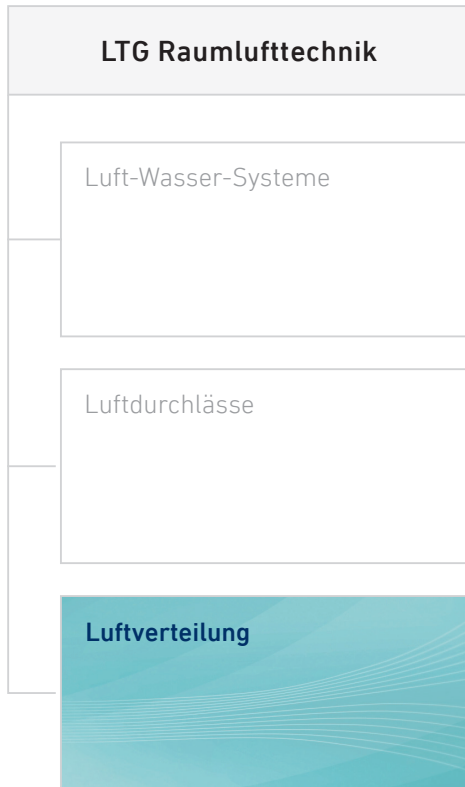 LTG Raumlufttechnik
Luft-Wasser-Systeme
Luftdurchlässe
Luftverteilung